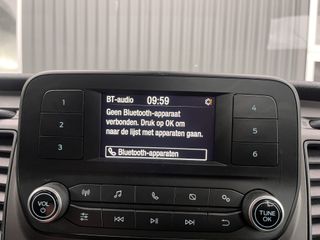 BT-audio 09:59
Geen Bluetooth-apparaat
verbonden. Druk op OK om
naar de lijst met apparaten gaan.
Bluetooth-apparaten
1
2
3
4
5
6
VOL
TUNE
OK